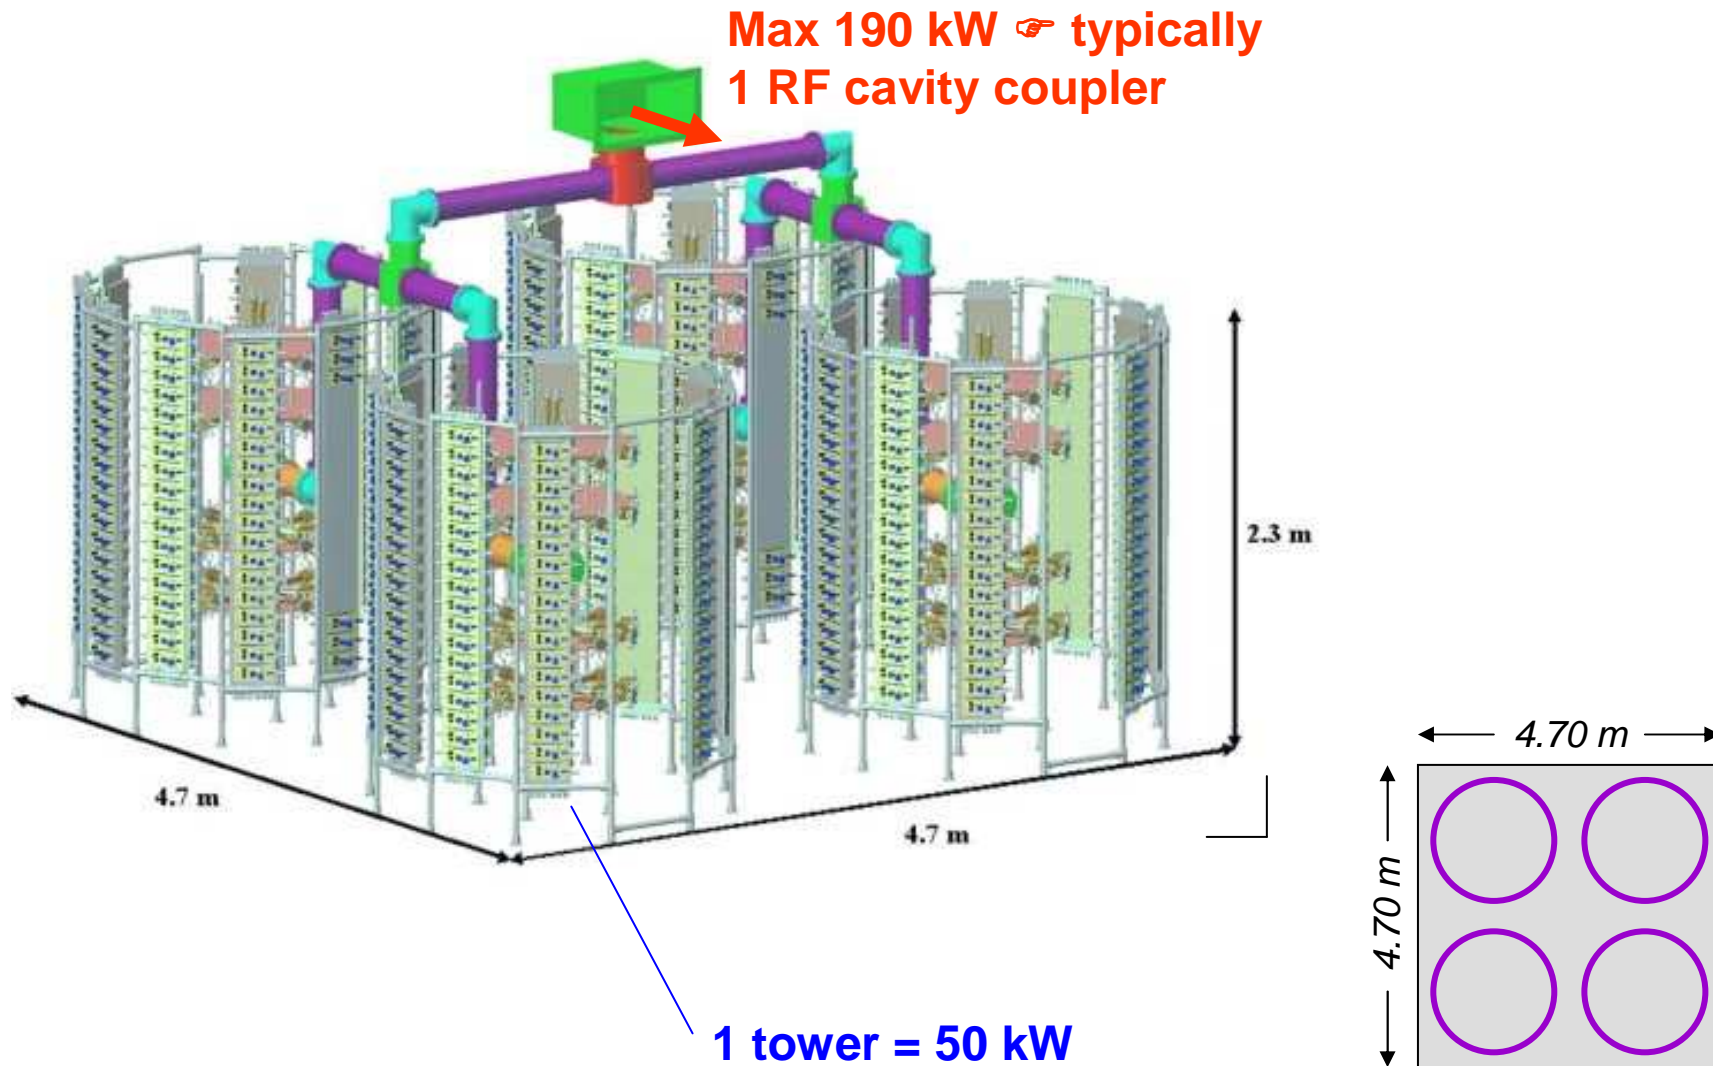 Max 190 kW ☞ typically
1 RF cavity coupler
2.3 m
4.7 m
4.7 m
4.70 m
4.70 m
1 tower = 50 kW